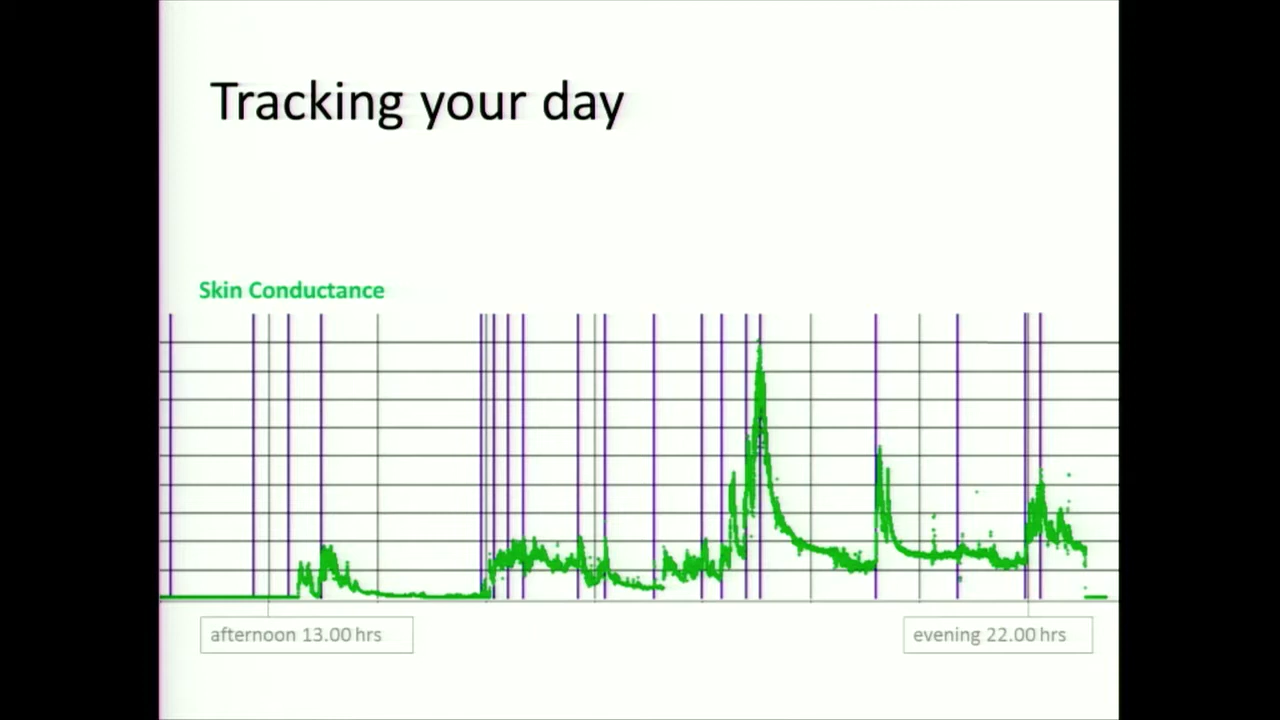 Tracking your day
Skin Conductance
afternoon 13.00 hrs
evening 22.00 hrs